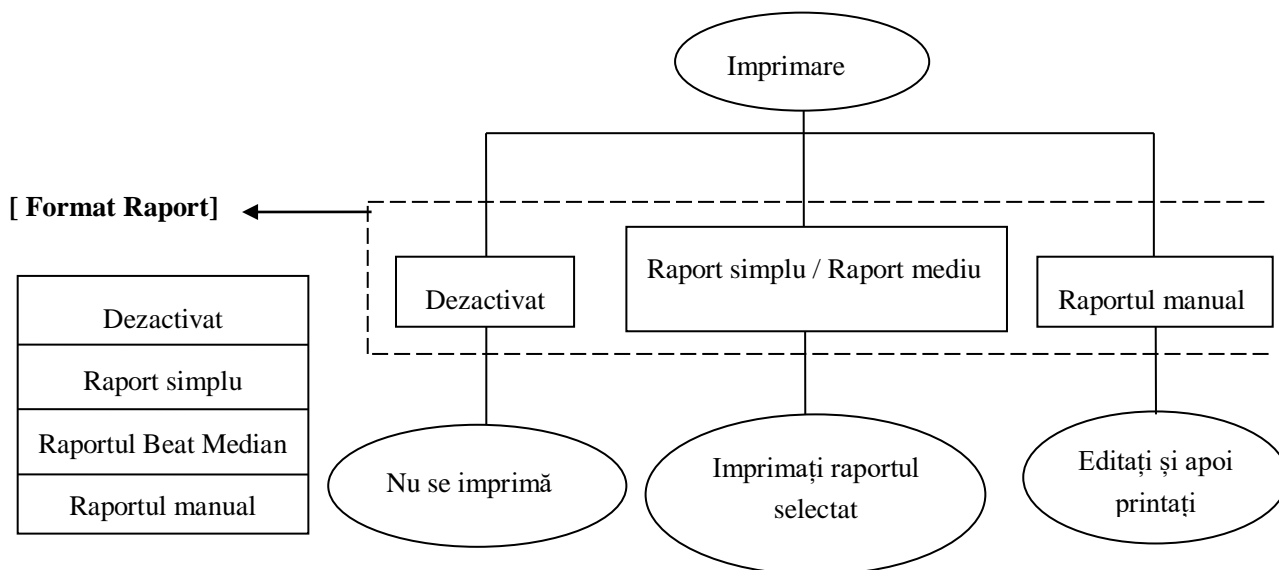 Imprimare
[ Format Raport]
Dezactivat
Raport simplu
Raportul Beat Median
Raportul manual
Dezactivat
Raport simplu / Raport mediu
Raportul manual
Nu se imprimă
Imprimați raportul
selectat
Editați și apoi
printați